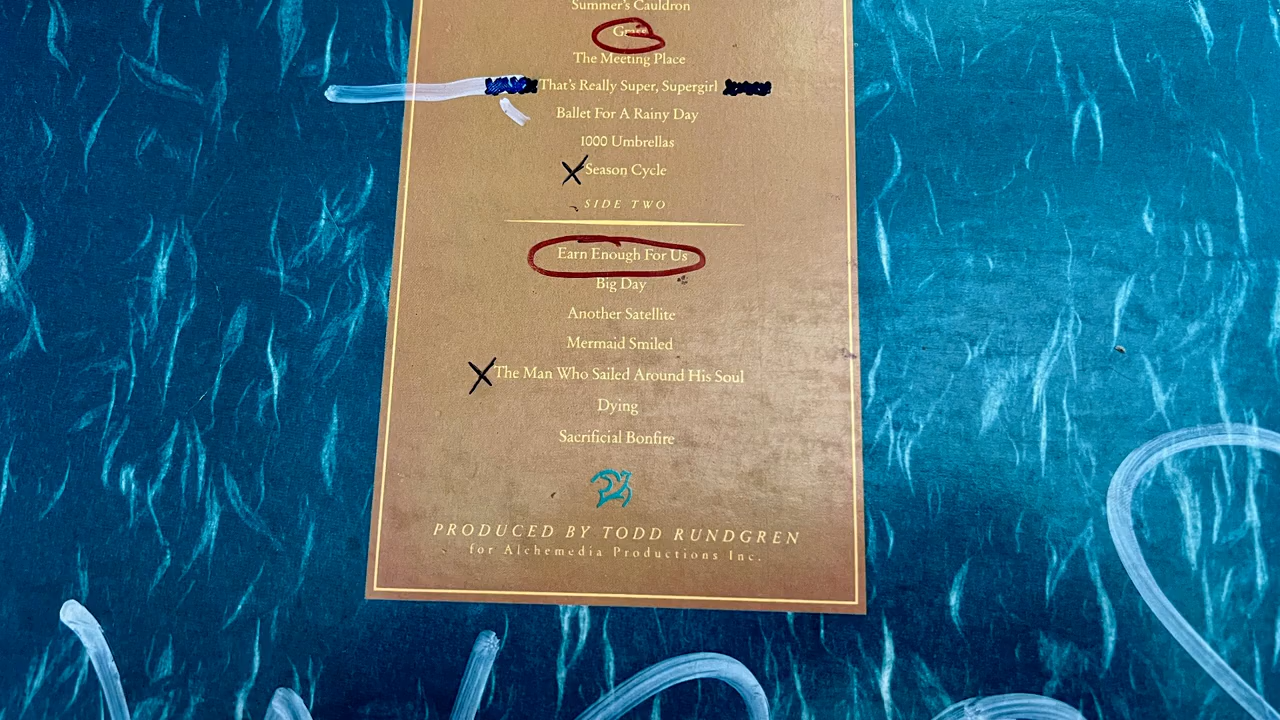 Summer's Cauldron
Grass
The Meeting Place
That's Really Super, Supergirl
Ballet For A Rainy Day
1000 Umbrellas
Season Cycle
SIDE TWO
Earn Enough For Us
Big Day
Another Satellite
Mermaid Smiled
The Man Who Sailed Around His Soul
Dying
Sacrificial Bonfire
PRODUCED BY TODD RUNDGREN
for Alchemedia Productions Inc.